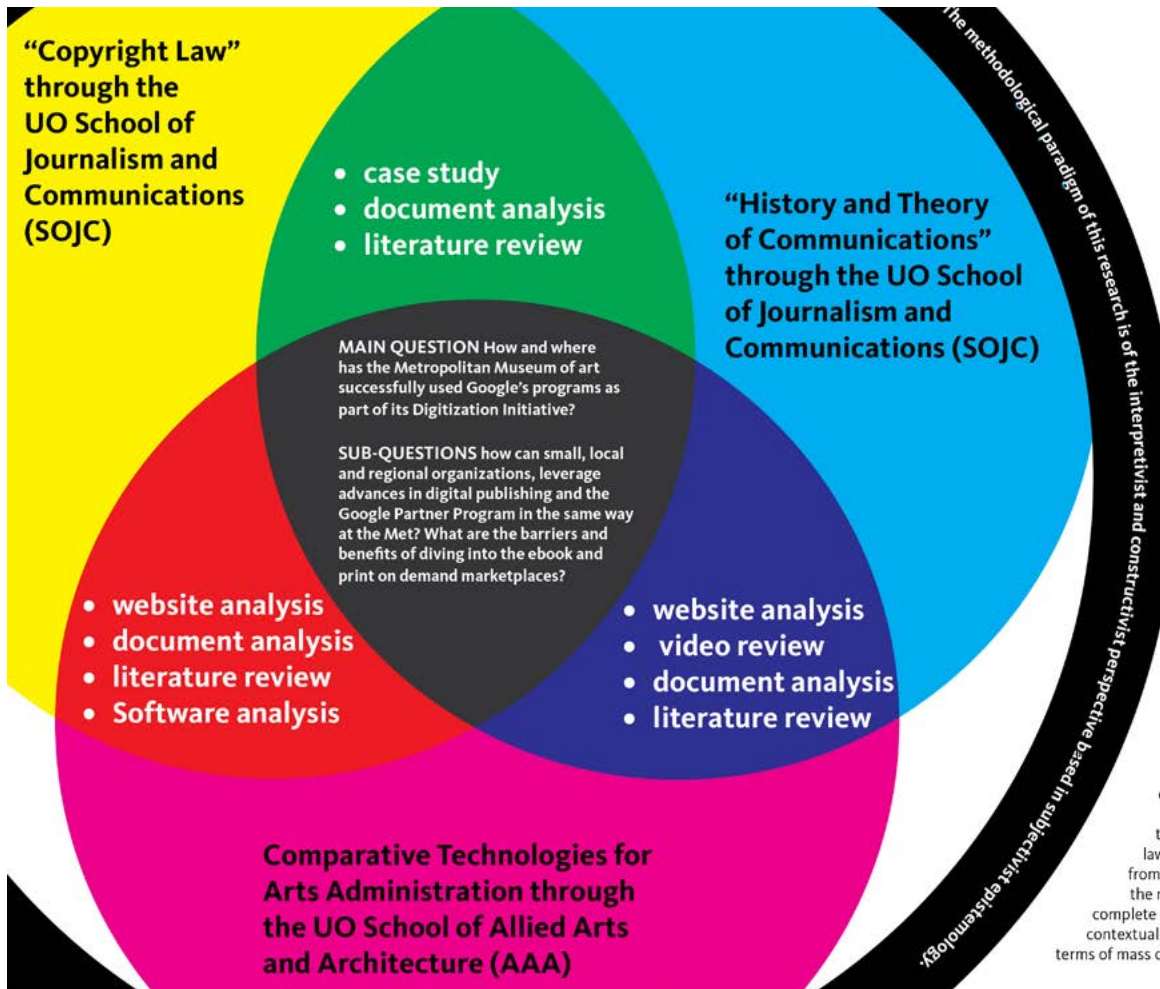 “Copyright Law”
through the
UO School of
Journalism and
Communications
(SOJC)
• case study
• document analysis
• literature review
“History and Theory
of Communications”
through the UO School
of Journalism and
Communications (SOJC)
MAIN QUESTION How and where
has the Metropolitan Museum of art
successfully used Google’s programs as
part of its Digitization Initiative?
SUB-QUESTIONS how can small, local
and regional organizations, leverage
advances in digital publishing and the
Google Partner Program in the same way
at the Met? What are the barriers and
benefits of diving into the ebook and
print on demand marketplaces?
• website analysis
• document analysis
• literature review
• Software analysis
• website analysis
• video review
• document analysis
• literature review
Comparative Technologies for
Arts Administration through
the UO School of Allied Arts
and Architecture (AAA)
The methodological paradigm of this research is of the interpretivist and constructivist perspective based in subjectivist epistemology.
from
complete
contextual
terms of mass